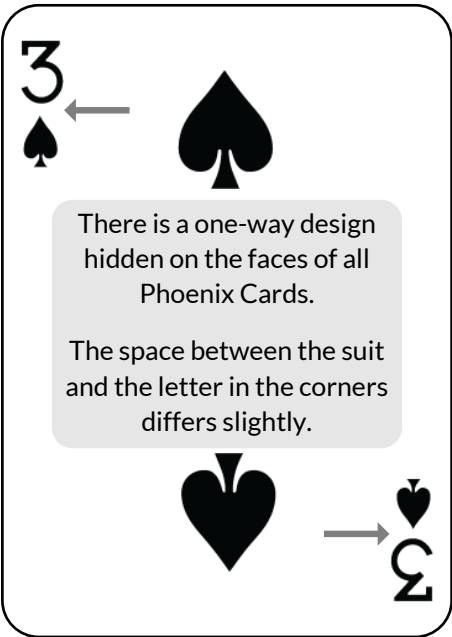 3
There is a one-way design
hidden on the faces of all
Phoenix Cards.
The space between the suit
and the letter in the corners
differs slightly.
3